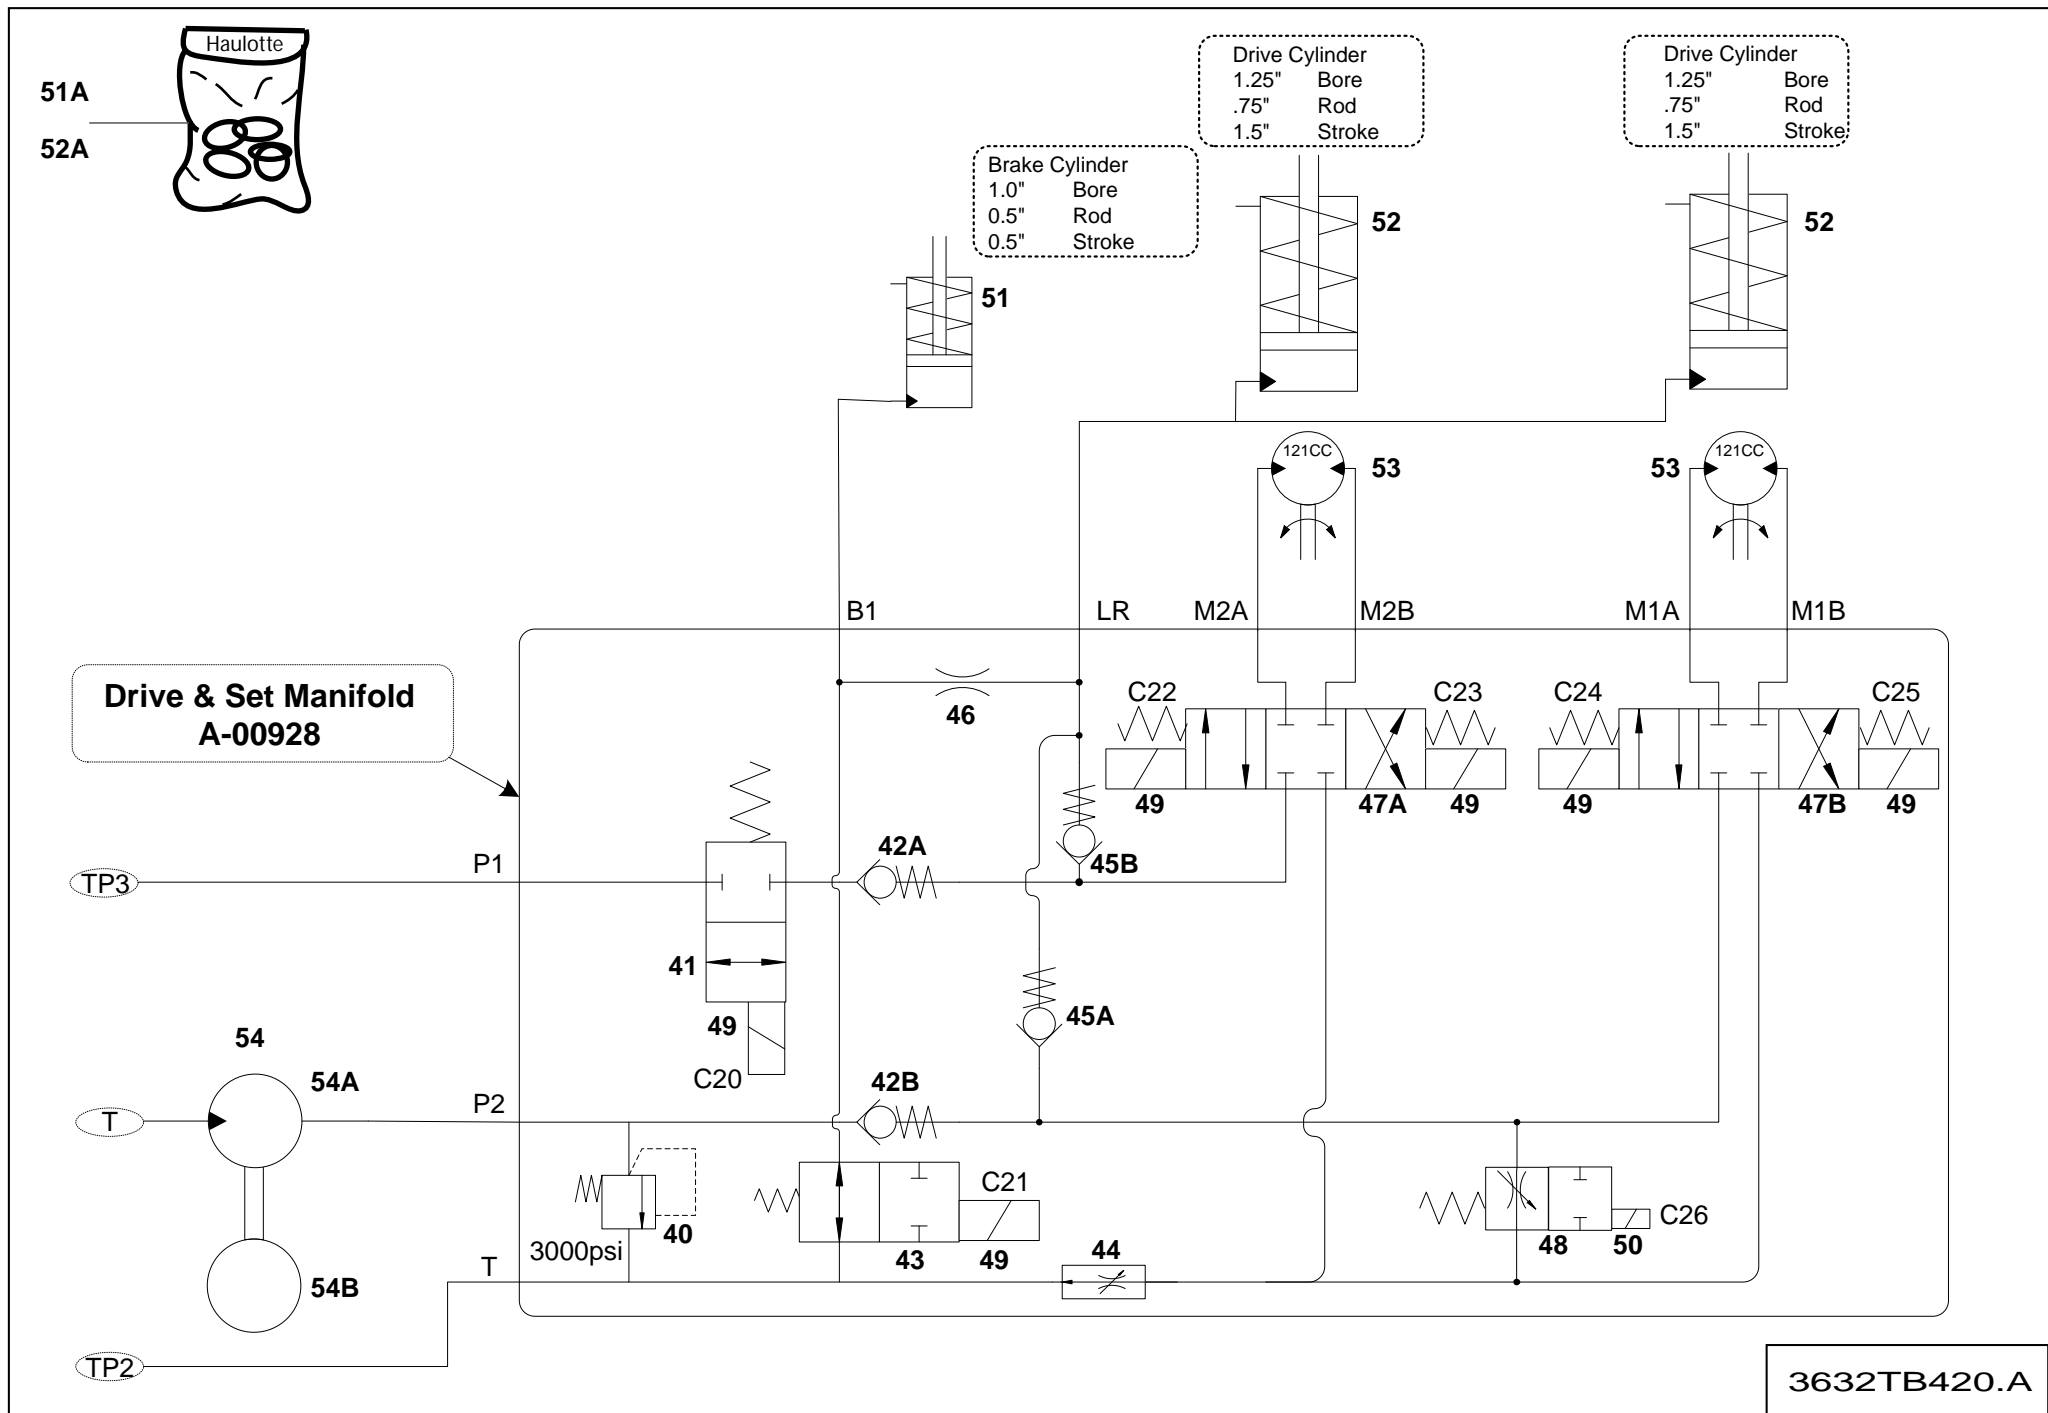 Haulotte
51A
52A
Drive Cylinder
1.25" Bore
.75" Rod
1.5" Stroke
Drive Cylinder
1.25" Bore
.75" Rod
1.5" Stroke
Brake Cylinder
1.0" Bore
0.5" Rod
0.5" Stroke
52
52
51
121CC
53
53
121CC
B1
LR
M2A
M2B
M1A
M1B
Drive & Set Manifold
A-00928
46
C22
C23
C24
C25
49
47A
49
49
47B
49
42A
45B
P1
TP3
41
49
C20
45A
54
54A
42B
P2
T
C21
C26
40
3000psi
43
49
44
48
50
T
54B
TP2
3632TB420.A